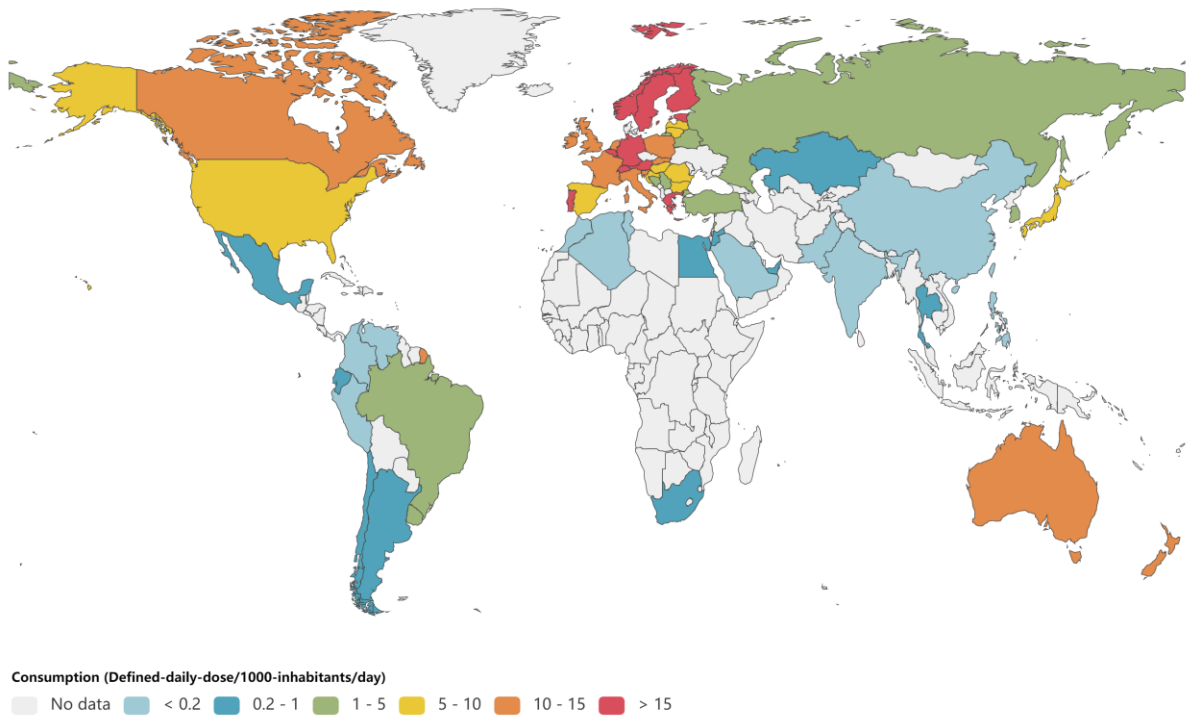 Consumption (Defined-daily-dose/1000-inhabitants/day)
No data < 0.2 0.2 - 1 1 - 5 5 - 10 10 - 15 > 15